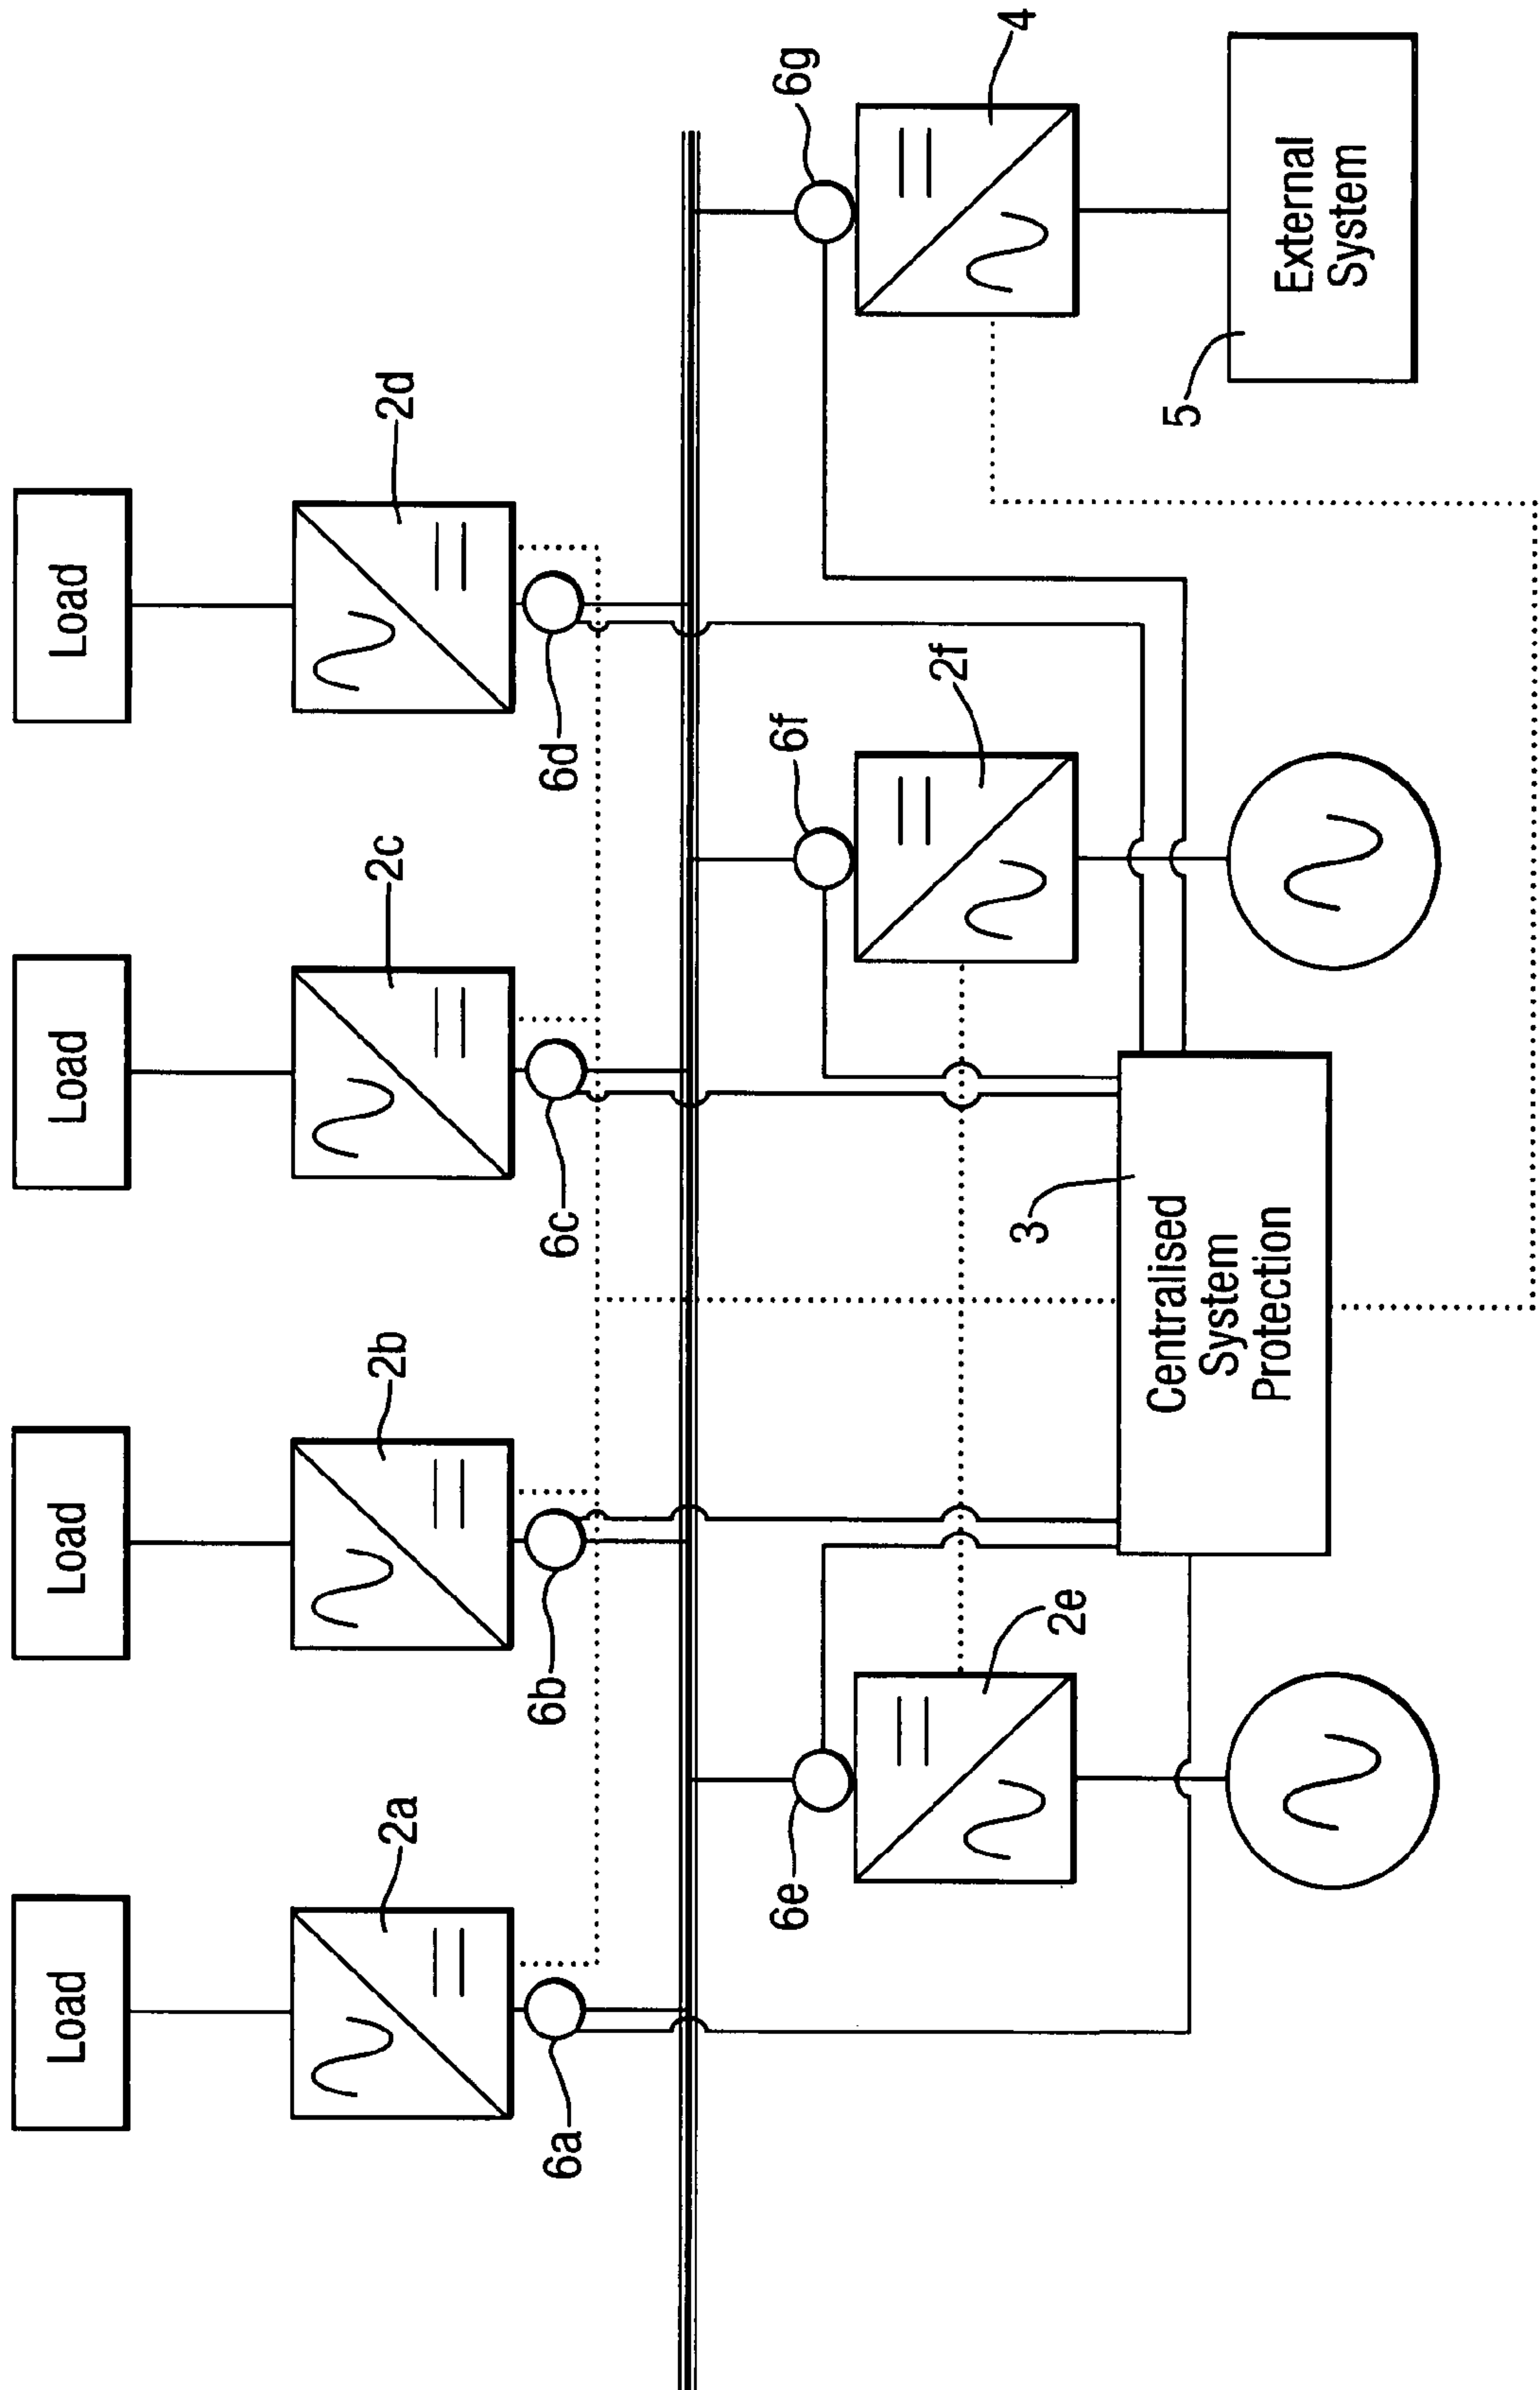 Load
Load
Load
Load
2a
2b
2c
2d
6a
6b
6c
6d
6e
6f
6g
2e
2f
4
3
Centralised
System
Protection
5
External
System